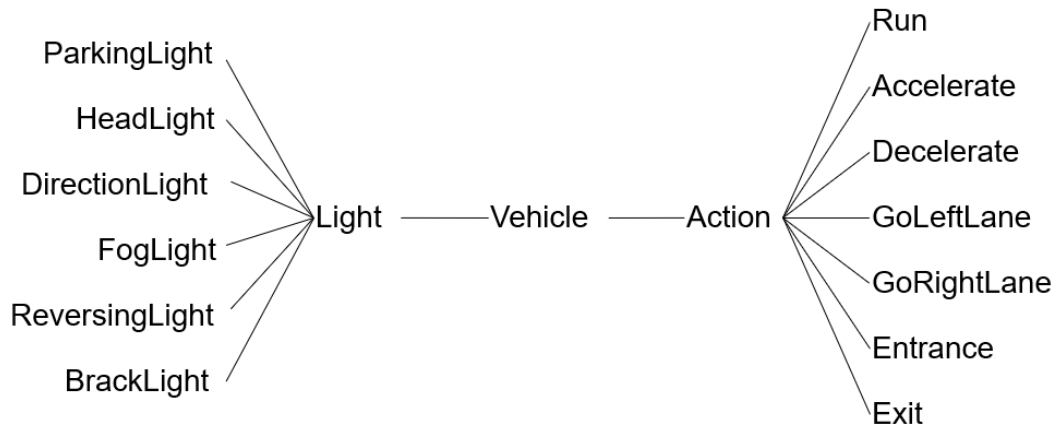 ParkingLight
HeadLight
DirectionLight
FogLight
ReversingLight
BrackLight
Light
Vehicle
Action
Run
Accelerate
Decelerate
GoLeftLane
GoRightLane
Entrance
Exit